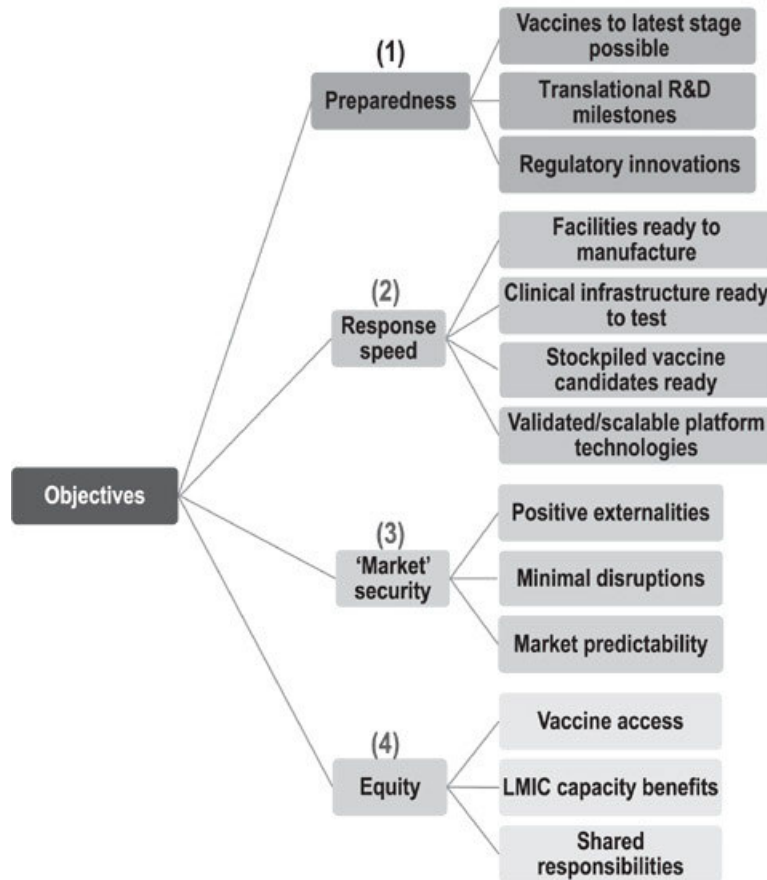 Objectives
(1)
Preparedness
Vaccines to latest stage
possible
Translational R&D
milestones
Regulatory innovations
(2)
Response
speed
Facilities ready to
manufacture
Clinical infrastructure ready
to test
Stockpiled vaccine
candidates ready
Validated/scalable platform
technologies
(3)
‘Market’
security
Positive externalities
Minimal disruptions
Market predictability
(4)
Equity
Vaccine access
LMIC capacity benefits
Shared
responsibilities